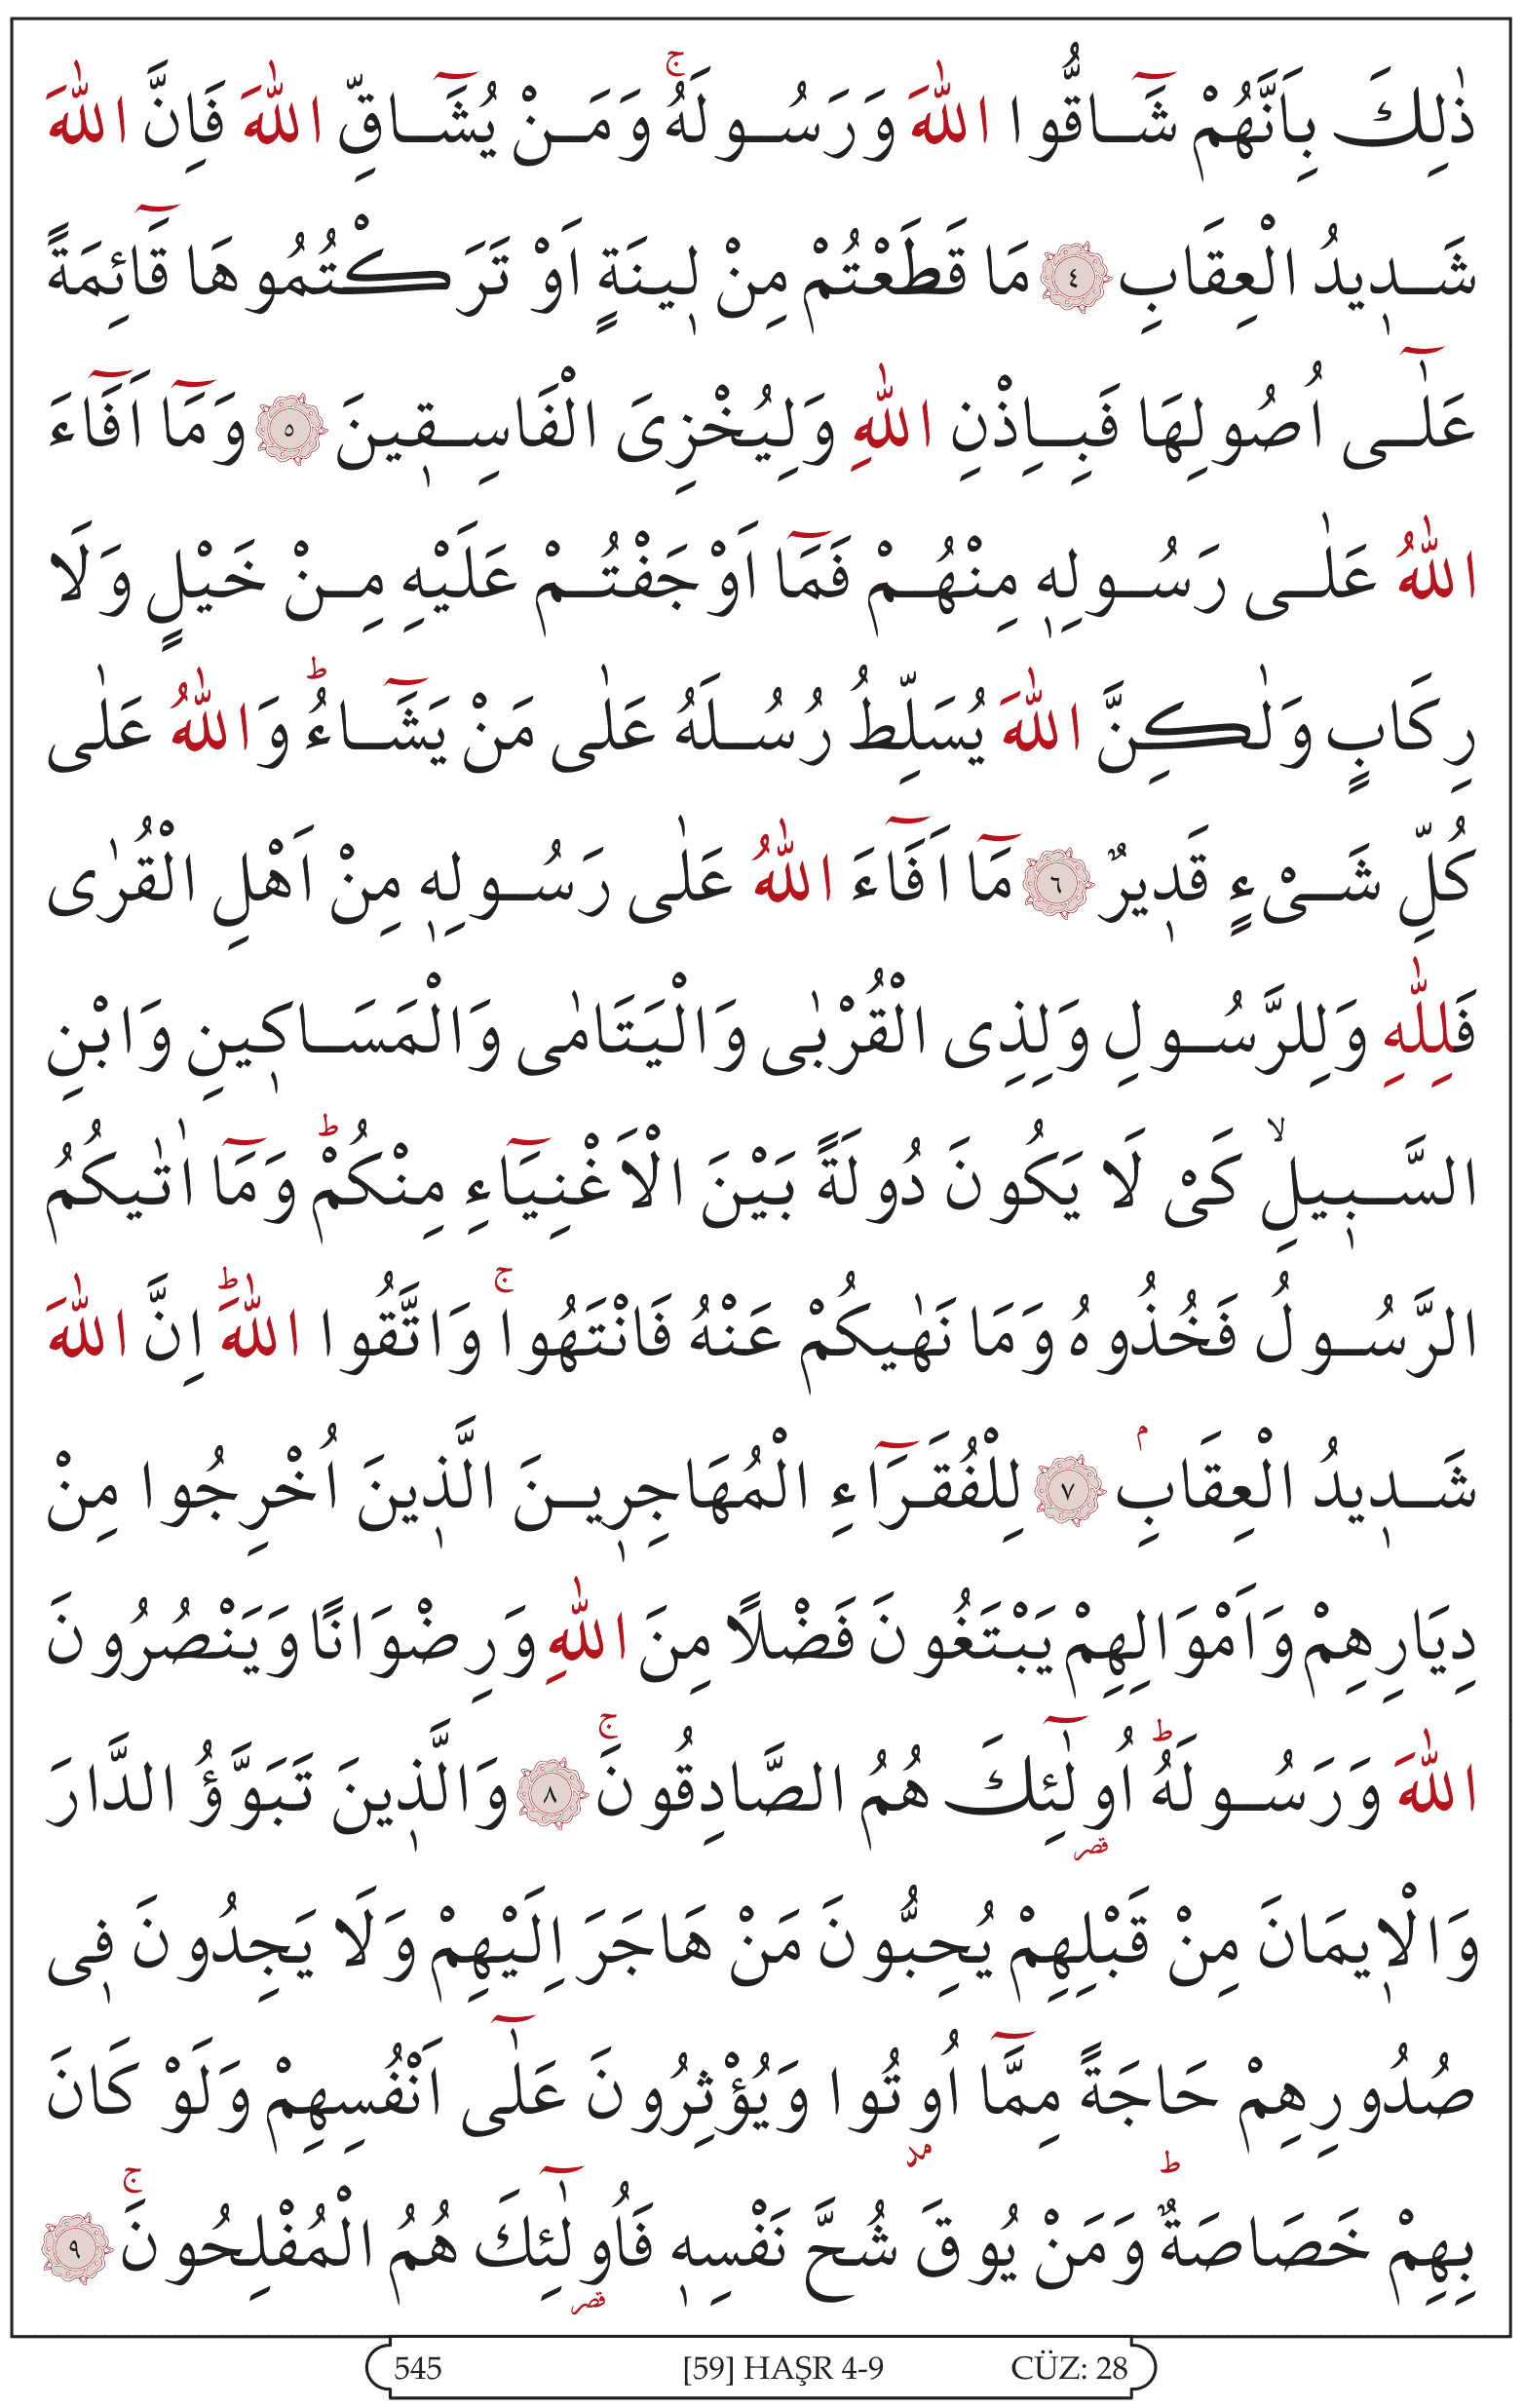 ذٰلِكَ بِاَنَّهُمْ شَٓاقُّوا اللّٰهَ وَرَسُولَهُۚ وَمَنْ يُشَٓاقِّ اللّٰهَ فَاِنَّ اللّٰهَ
شَد۪يدُ الْعِقَابِ ﴿٤﴾ مَا قَطَعْتُمْ مِنْ ل۪ينَةٍ اَوْ تَرَكْتُمُوهَا قَٓائِمَةً
عَلٰٓى اُصُولِهَا فَبِاِذْنِ اللّٰهِ وَلِيُخْزِىَ الْفَاسِق۪ينَ ﴿٥﴾ وَمَٓا اَفَٓاءَ
اللّٰهُ عَلٰى رَسُولِه۪ مِنْهُمْ فَمَٓا اَوْجَفْتُمْ عَلَيْهِ مِنْ خَيْلٍ وَلَا
رِكَابٍ وَلٰكِنَّ اللّٰهَ يُسَلِّطُ رُسُلَهُ عَلٰى مَنْ يَشَٓاءُۜ وَاللّٰهُ عَلٰى
كُلِّ شَىْءٍ قَد۪يرٌ ﴿٦﴾ مَٓا اَفَٓاءَ اللّٰهُ عَلٰى رَسُولِه۪ مِنْ اَهْلِ الْقُرٰى
فَلِلّٰهِ وَلِلرَّسُولِ وَلِذِى الْقُرْبٰى وَالْيَتَامٰى وَالْمَسَاك۪ينِ وَابْنِ
السَّب۪يلِۙ كَىْ لَا يَكُونَ دُولَةً بَيْنَ الْاَغْنِيَٓاءِ مِنْكُمْۜ وَمَٓا اٰتٰيكُمُ
الرَّسُولُ فَخُذُوهُ وَمَا نَهٰيكُمْ عَنْهُ فَانْتَهُواۚ وَاتَّقُوا اللّٰهَۜ اِنَّ اللّٰهَ
شَد۪يدُ الْعِقَابِۢ ﴿٧﴾ لِلْفُقَرَٓاءِ الْمُهَاجِر۪ينَ الَّذ۪ينَ اُخْرِجُوا مِنْ
دِيَارِهِمْ وَاَمْوَالِهِمْ يَبْتَغُونَ فَضْلًا مِنَ اللّٰهِ وَرِضْوَانًا وَيَنْصُرُونَ
اللّٰهَ وَرَسُولَهُۜ اُو۬لٰٓئِكَ هُمُ الصَّادِقُونَۚ ﴿٨﴾ وَالَّذ۪ينَ تَبَوَّؤُ الدَّارَ
قصر
وَالْا۪يمَانَ مِنْ قَبْلِهِمْ يُحِبُّونَ مَنْ هَاجَرَ اِلَيْهِمْ وَلَا يَجِدُونَ ف۪ى
صُدُورِهِمْ حَاجَةً مِمَّٓا اُو۫تُوا وَيُؤْثِرُونَ عَلٰٓى اَنْفُسِهِمْ وَلَوْ كَانَ
مد
بِهِمْ خَصَاصَةٌۜ وَمَنْ يُوقَ شُحَّ نَفْسِه۪ فَاُو۬لٰٓئِكَ هُمُ الْمُفْلِحُونَۚ ﴿٩﴾
قصر
545 [59] HAŞR 4-9 CÜZ: 28